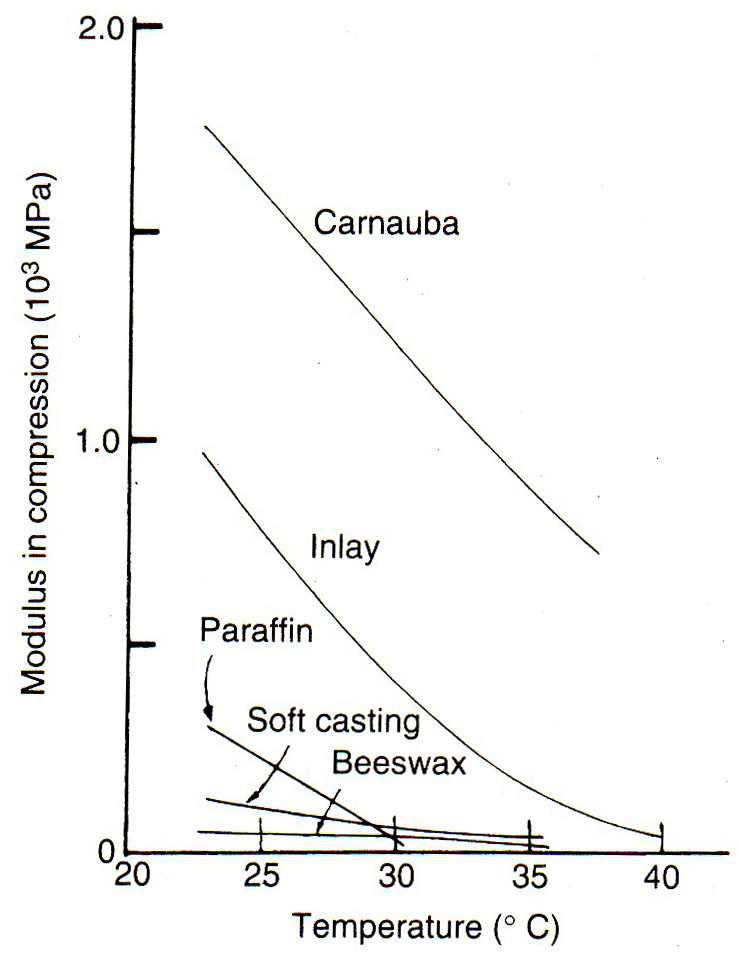 2.0
Carnauba
Modulus in compression (10³ MPa)
1.0
Inlay
Paraffin
Soft casting
Beeswax
0
20 25 30 35 40
Temperature (° C)